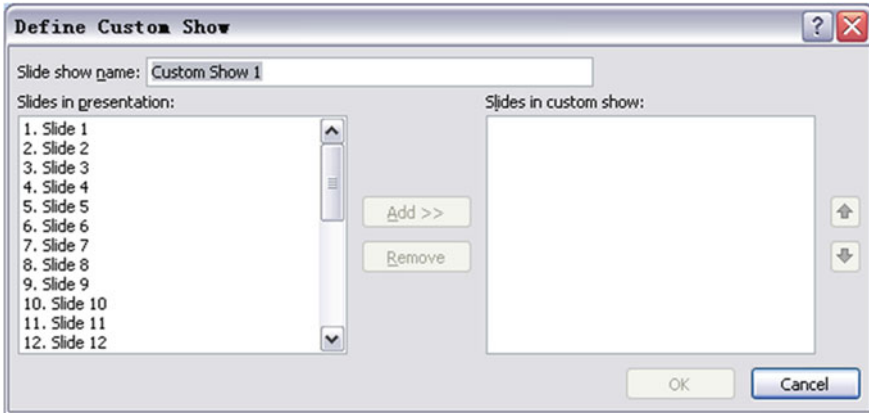 Define Custom Show
?
Slide show name: Custom Show 1
Slides in presentation:
1. Slide 1
2. Slide 2
3. Slide 3
4. Slide 4
5. Slide 5
6. Slide 6
7. Slide 7
8. Slide 8
9. Slide 9
10. Slide 10
11. Slide 11
12. Slide 12
Add >>
Remove
Slides in custom show:
OK
Cancel